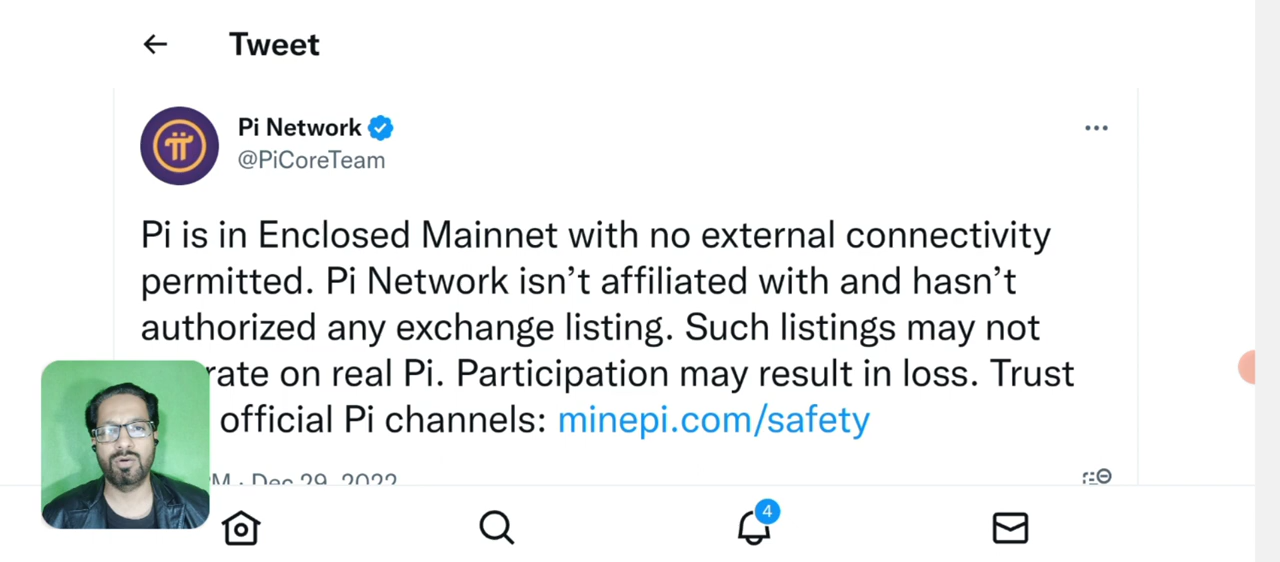 Tweet
Pi Network
@PiCoreTeam
Pi is in Enclosed Mainnet with no external connectivity
permitted. Pi Network isn’t affiliated with and hasn’t
authorized any exchange listing. Such listings may not
on real Pi. Participation may result in loss. Trust
official Pi channels: minepi.com/safety
Dec 29, 2022
4